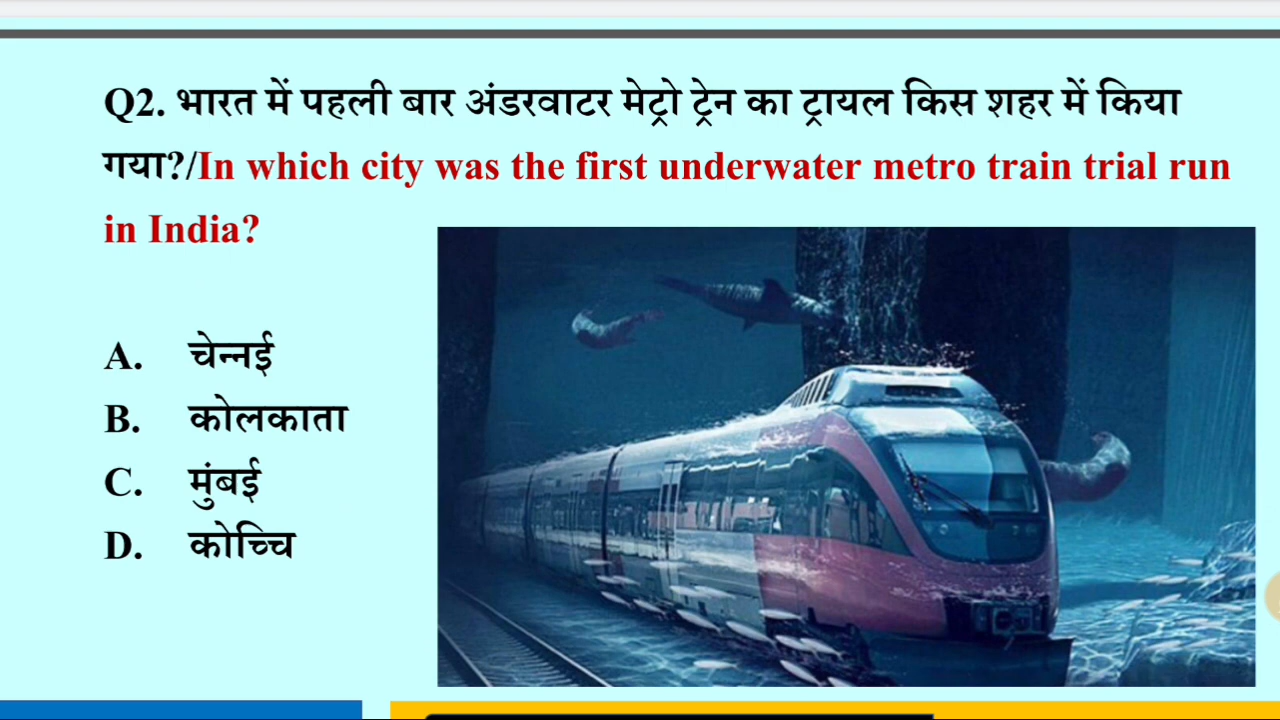 Q2. भारत में पहली बार अंडरवाटर मेट्रो ट्रेन का ट्रायल किस शहर में किया
गया?/In which city was the first underwater metro train trial run
in India?
A. चेन्नई
B. कोलकाता
C. मुंबई
D. कोच्चि